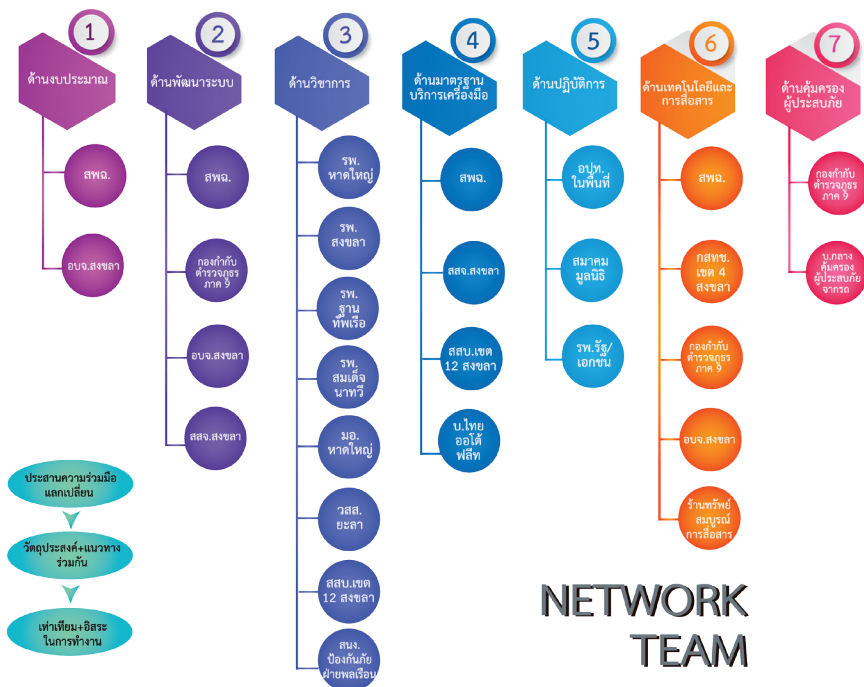 1
ด้านงบประมาณ
สพฉ.
อบจ.สงขลา
2
ด้านพัฒนาระบบ
สพฉ.
กองกำกับ
ตำรวจภูธร
ภาค 9
อบจ.สงขลา
สสจ.สงขลา
3
ด้านวิชาการ
รพ.
หาดใหญ่
รพ.
สงขลา
รพ.
ฐาน
ทัพเรือ
รพ.
สมเด็จ
นาทวี
มอ.
หาดใหญ่
วสส.
ยะลา
สสบ.เขต
12 สงขลา
สนง.
ป้องกันภัย
ฝ่ายพลเรือน
4
ด้านมาตรฐาน
บริการเครื่องมือ
สพฉ.
สสจ.สงขลา
สสบ.เขต
12 สงขลา
บ.ไทย
ออโต้
ฟลีท
5
ด้านปฏิบัติการ
อปท.
ในพื้นที่
สมาคม
มูลนิธิ
รพ.รัฐ/
เอกชน
6
ด้านเทคโนโลยีและ
การสื่อสาร
สพฉ.
กสทช.
เขต 4
สงขลา
กองกำกับ
ตำรวจภูธร
ภาค 9
อบจ.สงขลา
ร้านทรัพย์
สมบูรณ์
การสื่อสาร
7
ด้านคุ้มครอง
ผู้ประสบภัย
กองกำกับ
ตำรวจภูธร
ภาค 9
บ.กลาง
คุ้มครอง
ผู้ประสบภัย
จากรถ
ประสานความร่วมมือ
แลกเปลี่ยน
วัตถุประสงค์+แนวทาง
ร่วมกัน
เท่าเทียม+อิสระ
ในการทำงาน
NETWORK
TEAM